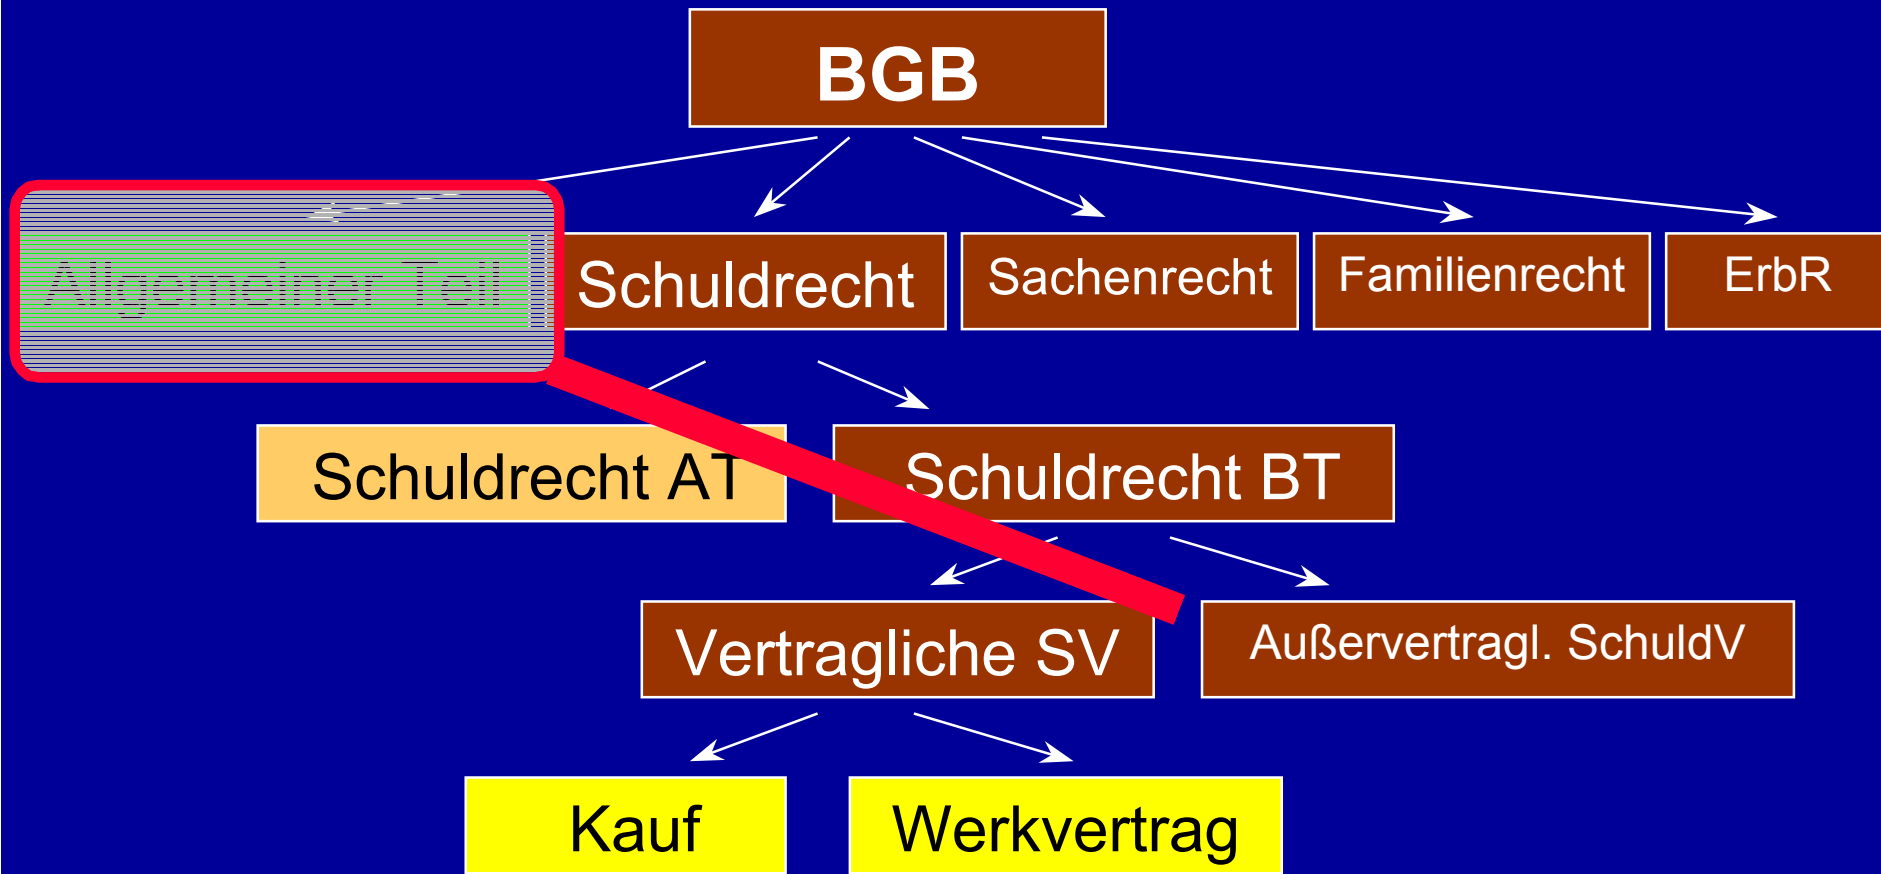 BGB
Allgemeiner Teil
Schuldrecht
Sachenrecht
Familienrecht
ErbR
Schuldrecht AT
Schuldrecht BT
Vertragliche SV
Außervertragl. SchuldV
Kauf
Werkvertrag